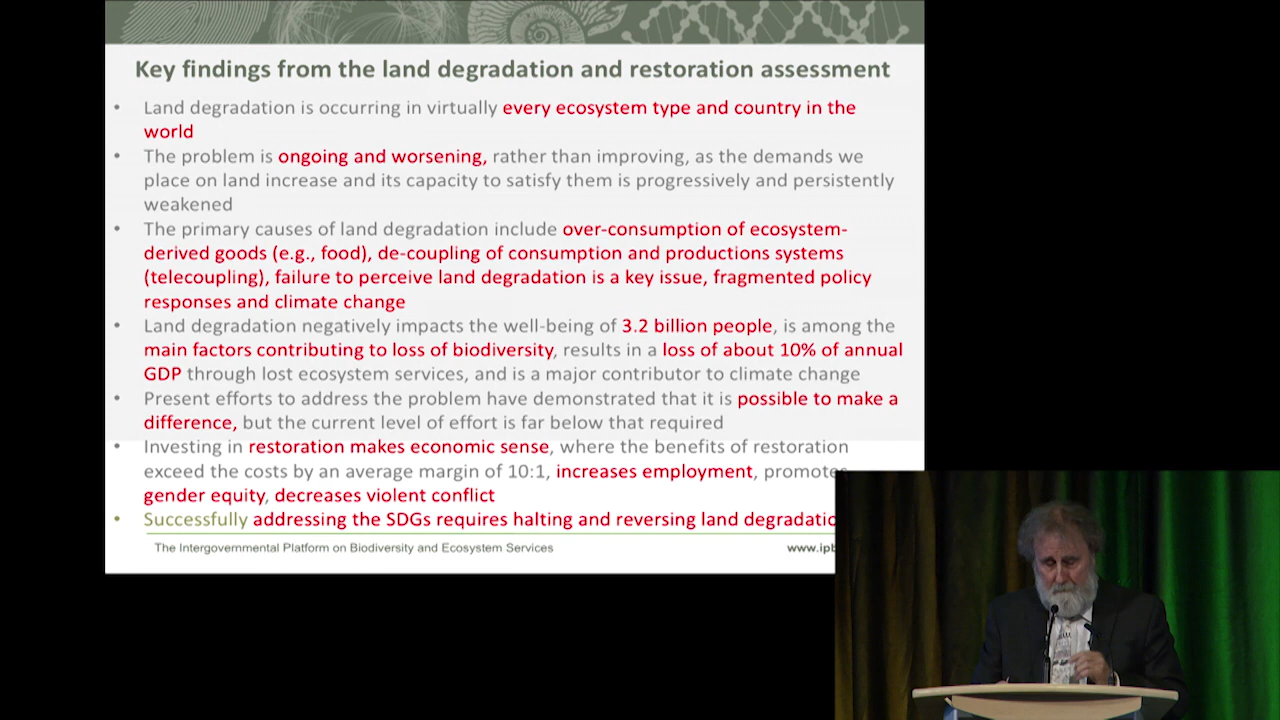 Key findings from the land degradation and restoration assessment
• Land degradation is occurring in virtually every ecosystem type and country in the
world
• The problem is ongoing and worsening, rather than improving, as the demands we
place on land increase and its capacity to satisfy them is progressively and persistently
weakened
• The primary causes of land degradation include over-consumption of ecosystem-
derived goods (e.g., food), de-coupling of consumption and productions systems
(telecoupling), failure to perceive land degradation is a key issue, fragmented policy
responses and climate change
• Land degradation negatively impacts the well-being of 3.2 billion people, is among the
main factors contributing to loss of biodiversity, results in a loss of about 10% of annual
GDP through lost ecosystem services, and is a major contributor to climate change
• Present efforts to address the problem have demonstrated that it is possible to make a
difference, but the current level of effort is far below that required
• Investing in restoration makes economic sense, where the benefits of restoration
exceed the costs by an average margin of 10:1, increases employment, promotes
gender equity, decreases violent conflict
• Successfully addressing the SDGs requires halting and reversing land degradatio
The Intergovernmental Platform on Biodiversity and Ecosystem Services www.ipb